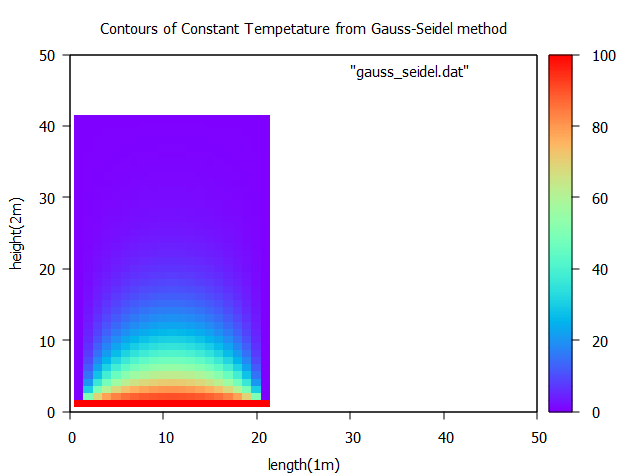 Contours of Constant Tempetature from Gauss-Seidel method
"gauss_seidel.dat"
height(2m)
50
40
30
20
10
0
0 10 20 30 40 50
length(1m)
100
80
60
40
20
0